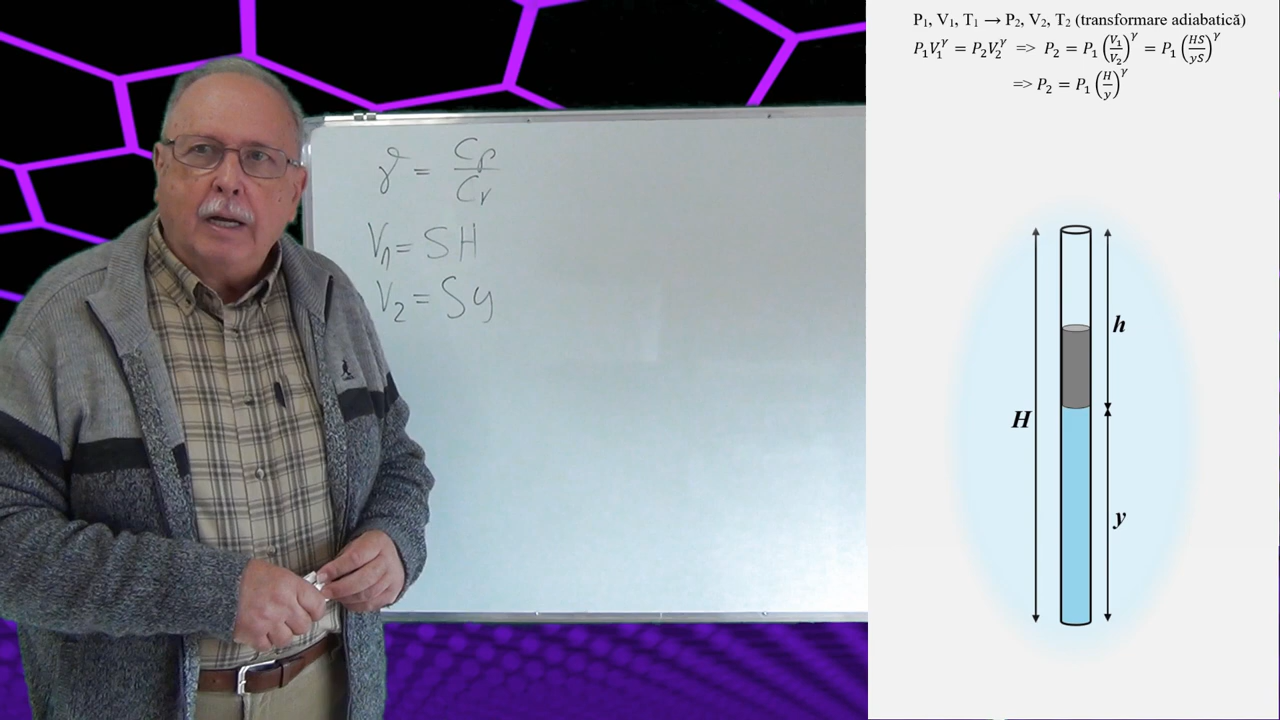 γ = Cp/Cv
V1 = SH
V2 = Sy
P₁, V₁, T₁ → P₂, V₂, T₂ (transformare adiabatică)
P₁V₁^γ = P₂V₂^γ => P₂ = P₁ (V₁/V₂)^γ = P₁ (HS/yS)^γ
=> P₂ = P₁ (H/y)^γ
h
H
y